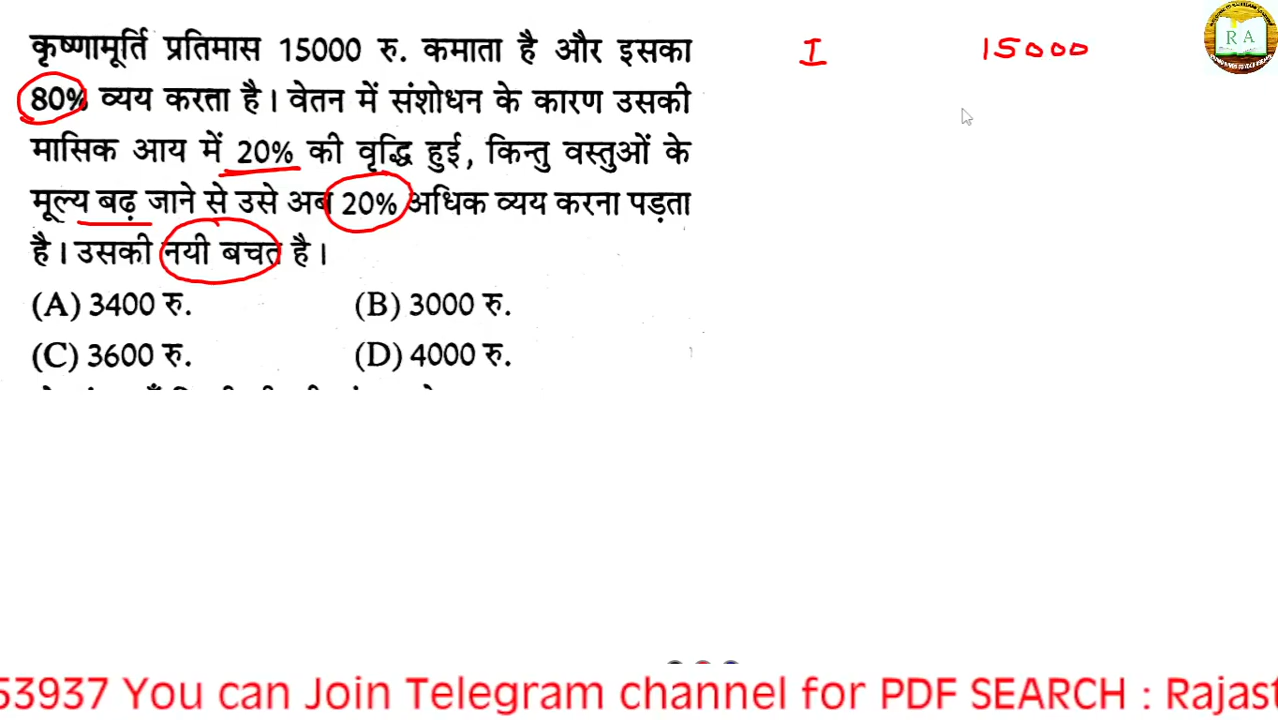 कृष्णामूर्ति प्रतिमास 15000 रु. कमाता है और इसका
80% व्यय करता है। वेतन में संशोधन के कारण उसकी
मासिक आय में 20% की वृद्धि हुई, किन्तु वस्तुओं के
मूल्य बढ़ जाने से उसे अब 20% अधिक व्यय करना पड़ता
है। उसकी नयी बचत है।
(A) 3400 रु. (B) 3000 रु.
(C) 3600 रु. (D) 4000 रु.
I 15000
R A
53937 You can Join Telegram channel for PDF SEARCH : Rajast